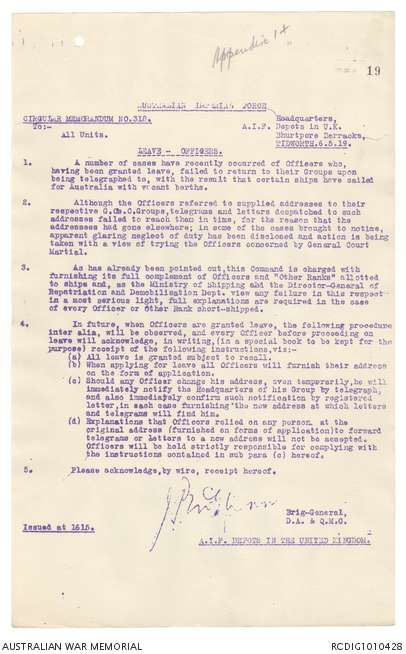 Appendix 14
19
AUSTRALIAN IMPERIAL FORCE
CIRCULAR MEMORANDUM NO.318.
To:-
All Units.
Headquarters,
A.I.F. Depots in U.K.
Bhurtpore Barracks,
TIDWORTH.6.5.19.
LEAVE - OFFICERS.
1. A number of cases have recently occurred of Officers who,
having been granted leave, failed to return to their Groups upon
being telegraphed to, with the result that certain ships have sailed
for Australia with vacant berths.
2. Although the Officers referred to supplied addresses to their
respective G.Os.C.Groups,telegrams and letters despatched to such
addresses failed to reach them in time, for the reason that the
addressees had gone elsewhere; in some of the cases brought to notice,
apparent glaring neglect of duty has been disclosed and action is being
taken with a view of trying the Officers concerned by General Court
Martial.
3. As has already been pointed out,this Command is charged with
furnishing its full complement of Officers and "Other Ranks" allotted
to ships and, as the Ministry of Shipping and the Director-General of
Repatriation and Demobilisation Dept. view any failure in this respect
in a most serious light, full explanations are required in the case
of every Officer or Other Rank short-shipped.
4. In future, when Officers are granted leave, the following procedure
inter alia, will be observed, and every Officer before proceeding on
leave will acknowledge, in writing,(in a special book to be kept for the
purpose) receipt of the following instructions,viz:-
(a) All leave is granted subject to recall.
(b) When applying for leave all Officers will furnish their address
on the form of application.
(c) Should any Officer change his address, even temporarily,he will
immediately notify the Headquarters of his Group by telegraph
and also immediately confirm such notification by registered
letter,in each case furnishing the new address at which letters
and telegrams will find him.
(d) Explanations that Officers relied on any person at the
original address (furnished on forms of application)to forward
telegrams or letters to a new address will not be accepted.
Officers will be held strictly responsible for complying with
the instructions contained in sub para (c) hereof.
5. Please acknowledge,by wire, receipt hereof.
Brig-General,
D.A. & Q.M.G.
Issued at 1615.
A.I.F. DEPOTS IN THE UNITED KINGDOM.
AUSTRALIAN WAR MEMORIAL
RCDIG1010428